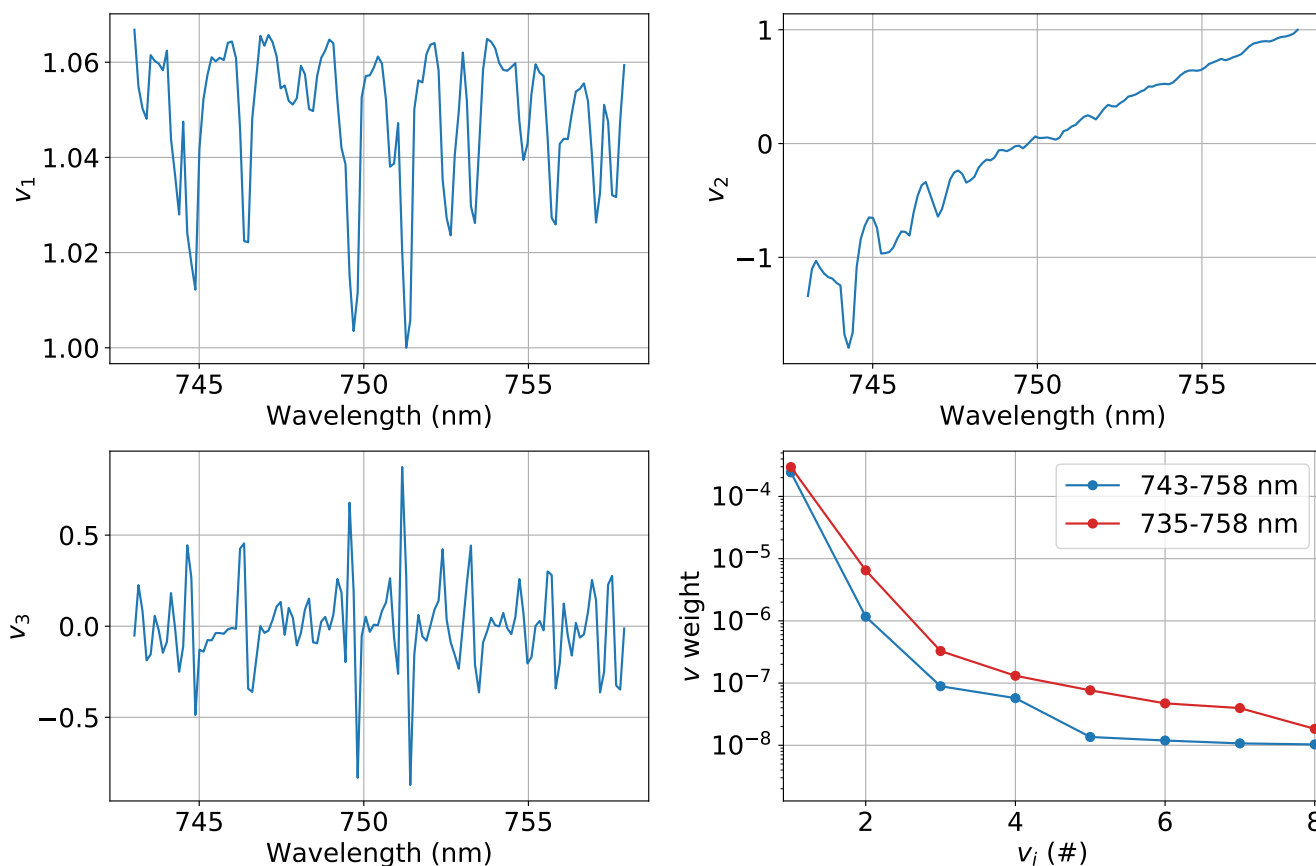 1.06
1.04
1.02
1.00
v₁
745 750 755
Wavelength (nm)
1
0
−1
v₂
745 750 755
Wavelength (nm)
0.5
0.0
−0.5
v₃
745 750 755
Wavelength (nm)
10⁻⁴
10⁻⁵
10⁻⁶
10⁻⁷
10⁻⁸
v weight
743-758 nm
735-758 nm
2 4 6 8
vᵢ (#)